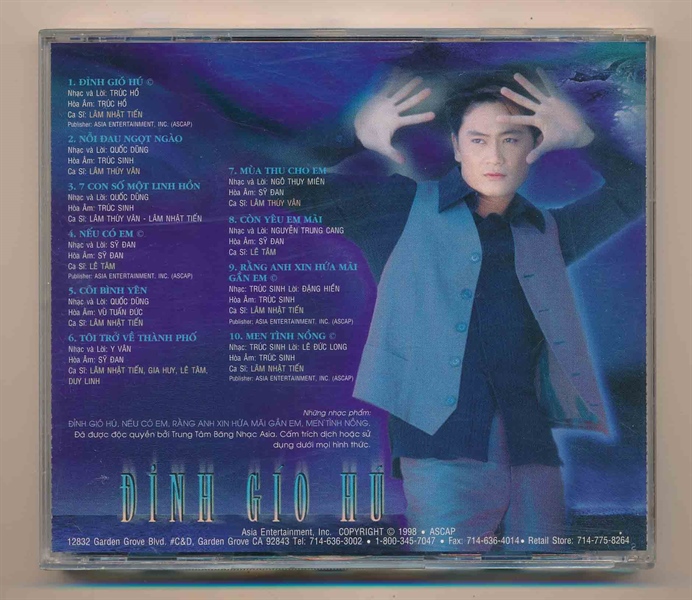 1. ĐỈNH GIÓ HÚ ©
Nhạc và Lời: TRÚC HỒ
Hòa Âm: TRÚC HỒ
Ca Sĩ: LÂM NHẬT TIẾN
Publisher: ASIA ENTERTAINMENT, INC. (ASCAP)
2. NỖI ĐAU NGỌT NGÀO
Nhạc và Lời: QUỐC DŨNG
Hòa Âm: TRÚC SINH
Ca Sĩ: LÂM THÚY VÂN
3. 7 CON SỐ MỘT LINH HỒN
Nhạc và Lời: QUỐC DŨNG
Hòa Âm: TRÚC SINH
Ca Sĩ: LÂM THÚY VÂN - LÂM NHẬT TIẾN
4. NẾU CÓ EM ©
Nhạc và Lời: SỸ ĐAN
Hòa Âm: SỸ ĐAN
Ca Sĩ: LÊ TÂM
Publisher: ASIA ENTERTAINMENT, INC. (ASCAP)
5. CÕI BÌNH YÊN
Nhạc và Lời: QUỐC DŨNG
Hòa Âm: VŨ TUẤN ĐỨC
Ca Sĩ: LÂM NHẬT TIẾN
6. TÔI TRỞ VỀ THÀNH PHỐ
Nhạc và Lời: Y VÂN
Hòa Âm: SỸ ĐAN
Ca Sĩ: LÂM NHẬT TIẾN, GIA HUY, LÊ TÂM,
DUY LINH
7. MÙA THU CHO EM
Nhạc và Lời: NGÔ THỤY MIÊN
Hòa Âm: SỸ ĐAN
Ca Sĩ: LÂM THÚY VÂN
8. CÒN YÊU EM MÃI
Nhạc và Lời: NGUYỄN TRUNG CANG
Hòa Âm: SỸ ĐAN
Ca Sĩ: LÊ TÂM
9. RẰNG ANH XIN HỨA MÃI
GẦN EM ©
Nhạc: TRÚC SINH Lời: ĐẶNG HIỀN
Hòa Âm: TRÚC SINH
Ca Sĩ: LÂM NHẬT TIẾN
Publisher: ASIA ENTERTAINMENT, INC. (ASCAP)
10. MEN TÌNH NỒNG ©
Nhạc: TRÚC SINH Lời: LÊ ĐỨC LONG
Hòa Âm: TRÚC SINH
Ca Sĩ: LÂM NHẬT TIẾN
Publisher: ASIA ENTERTAINMENT, INC. (ASCAP)
Những nhạc phẩm:
ĐỈNH GIÓ HÚ, NẾU CÓ EM, RẰNG ANH XIN HỨA MÃI GẦN EM, MEN TÌNH NỒNG.
Đã được độc quyền bởi Trung Tâm Băng Nhạc Asia. Cấm trích dịch hoặc sử
dụng dưới mọi hình thức.
ĐỈNH GÍO HÚ
Asia Entertainment, Inc. COPYRIGHT © 1998 • ASCAP
12832 Garden Grove Blvd. #C&D, Garden Grove CA 92843 Tel: 714-636-3002 • 1-800-345-7047 • Fax: 714-636-4014 • Retail Store: 714-775-8264